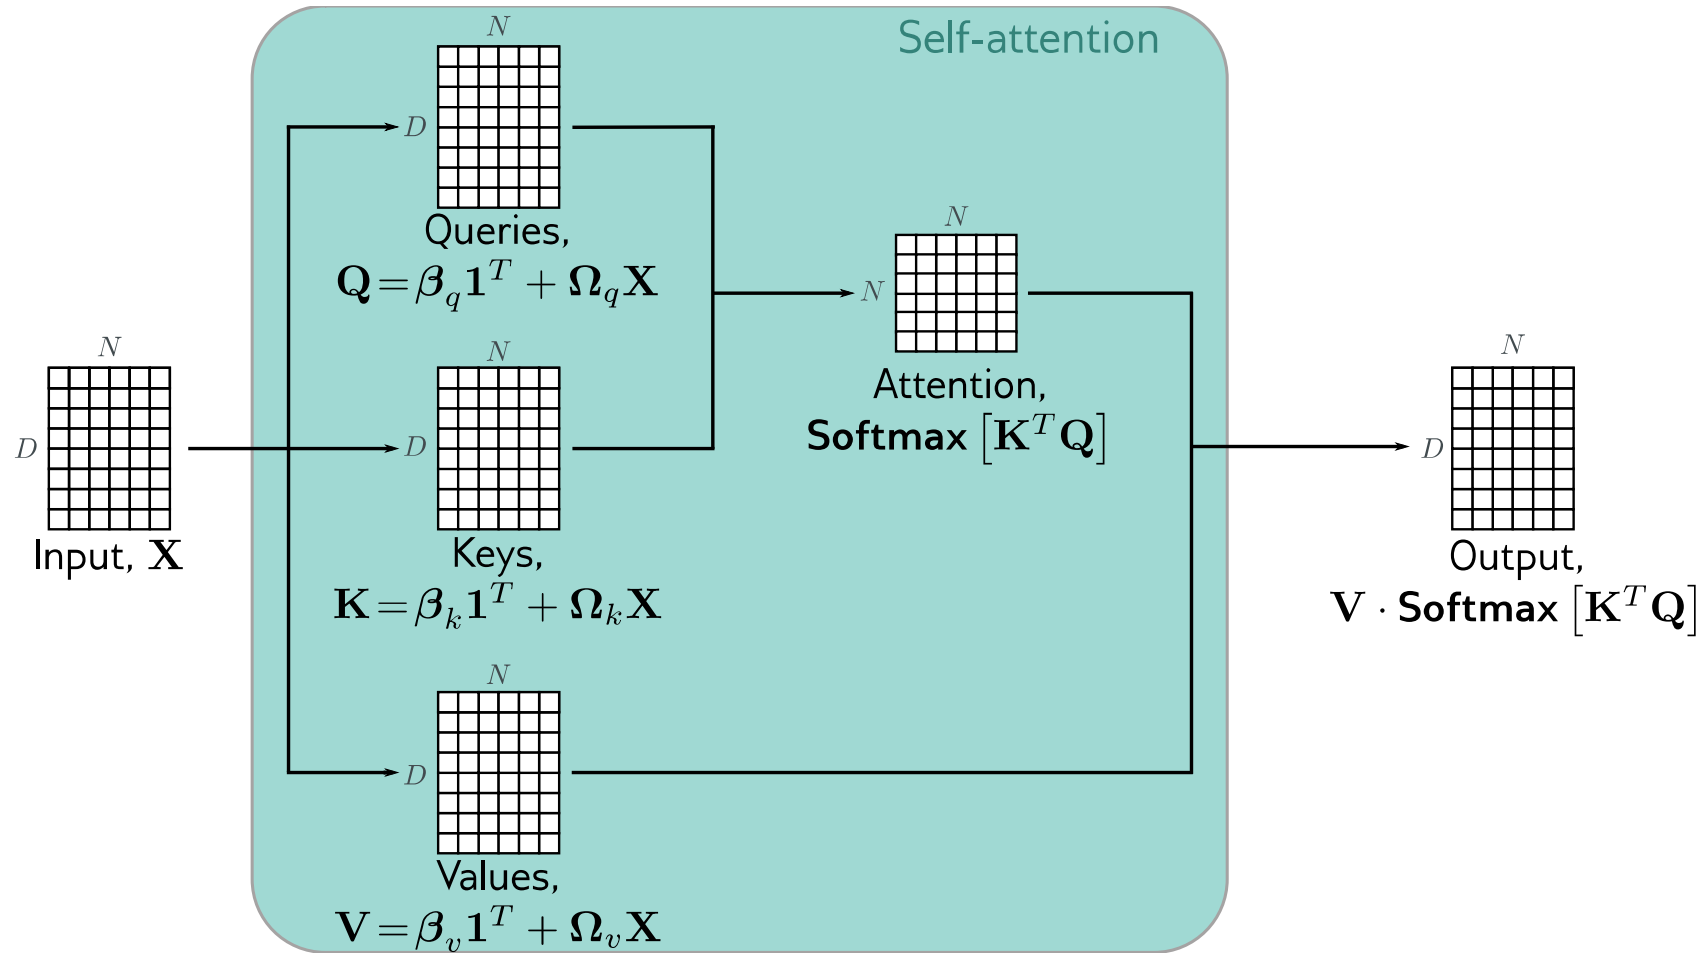 Self-attention
N
D
Queries,
Q = β_q 1^T + Ω_q X
N
D
Input, X
N
D
Keys,
K = β_k 1^T + Ω_k X
N
D
Values,
V = β_v 1^T + Ω_v X
N
N
Attention,
Softmax [K^T Q]
N
D
Output,
V · Softmax [K^T Q]